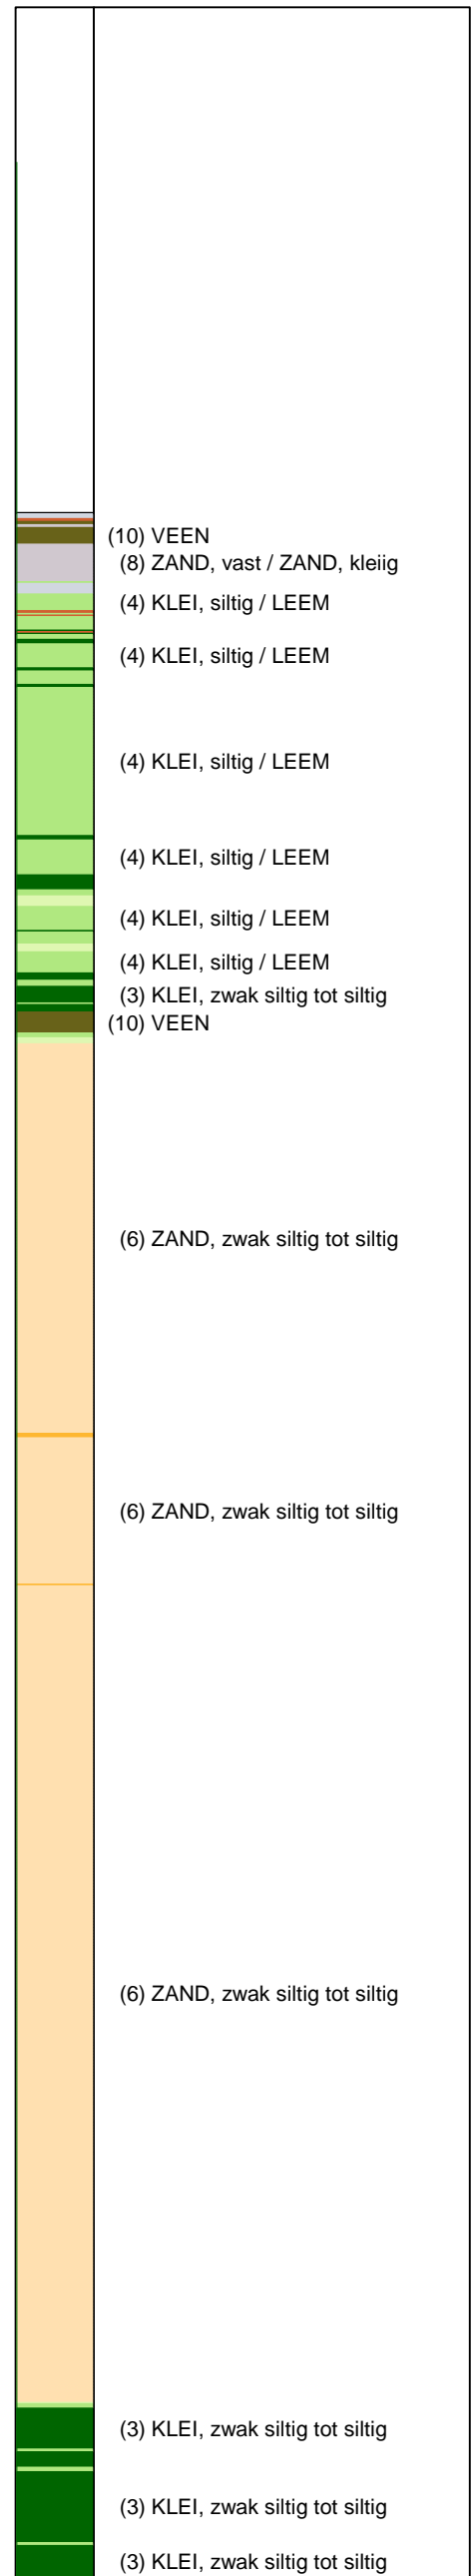 (10) VEEN
(8) ZAND, vast / ZAND, kleiig
(4) KLEI, siltig / LEEM
(4) KLEI, siltig / LEEM
(4) KLEI, siltig / LEEM
(4) KLEI, siltig / LEEM
(4) KLEI, siltig / LEEM
(4) KLEI, siltig / LEEM
(3) KLEI, zwak siltig tot siltig
(10) VEEN
(6) ZAND, zwak siltig tot siltig
(6) ZAND, zwak siltig tot siltig
(6) ZAND, zwak siltig tot siltig
(3) KLEI, zwak siltig tot siltig
(3) KLEI, zwak siltig tot siltig
(3) KLEI, zwak siltig tot siltig